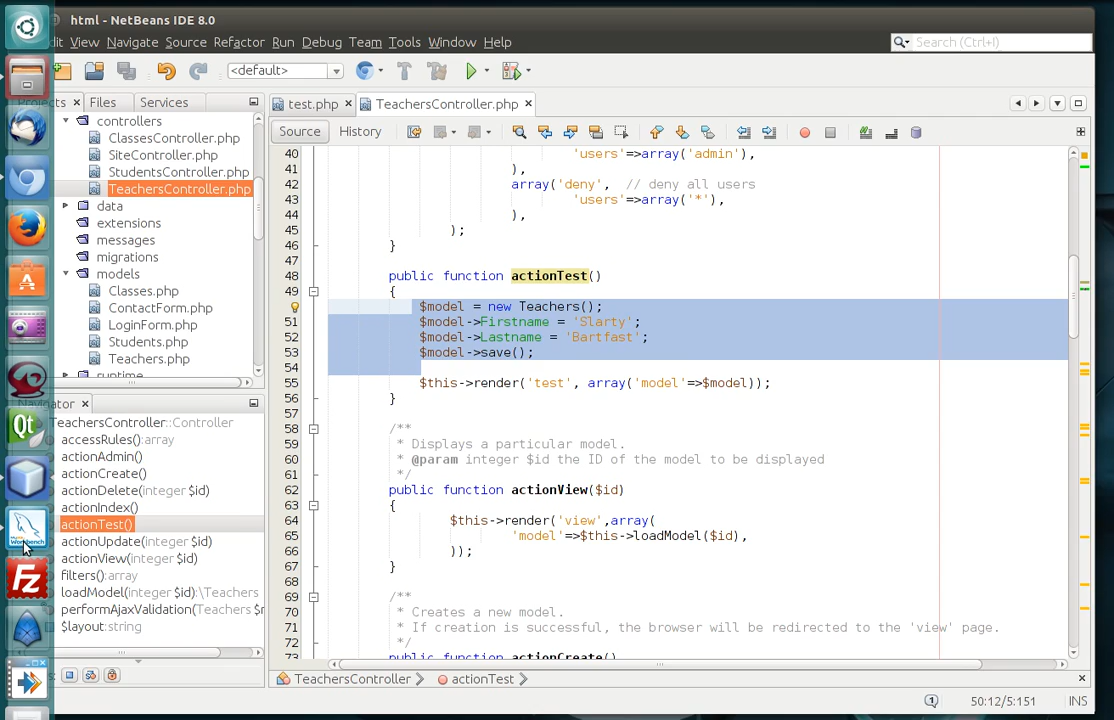 html - NetBeans IDE 8.0
dit View Navigate Source Refactor Run Debug Team Tools Window Help
Search (Ctrl+I)
<default>
Projects Files Services
test.php TeachersController.php
controllers
ClassesController.php
SiteController.php
StudentsController.php
TeachersController.php
data
extensions
messages
migrations
models
Classes.php
ContactForm.php
LoginForm.php
Students.php
Teachers.php
runtime
Source History
40 'users'=>array('admin'),
41 ),
42 array('deny', // deny all users
43 'users'=>array('*'),
44 ),
45 );
46 }
47
48 public function actionTest()
49 {
$model = new Teachers();
51 $model->Firstname = 'Slarty';
52 $model->Lastname = 'Bartfast';
53 $model->save();
54
55 $this->render('test', array('model'=>$model));
56 }
57
58 /**
59 * Displays a particular model.
60 * @param integer $id the ID of the model to be displayed
61 */
62 public function actionView($id)
63 {
64 $this->render('view',array(
65 'model'=>$this->loadModel($id),
66 ));
67 }
68
69 /**
70 * Creates a new model.
71 * If creation is successful, the browser will be redirected to the 'view' page.
72 */
73 public function actionCreate()
Navigator
TeachersController::Controller
accessRules():array
actionAdmin()
actionCreate()
actionDelete(integer $id)
actionIndex()
actionTest()
actionUpdate(integer $id)
actionView(integer $id)
filters():array
loadModel(integer $id):\Teachers
performAjaxValidation(Teachers $r
$layout:string
Qt
Workbench
Fz
TeachersController actionTest
1 50:12/5:151 INS